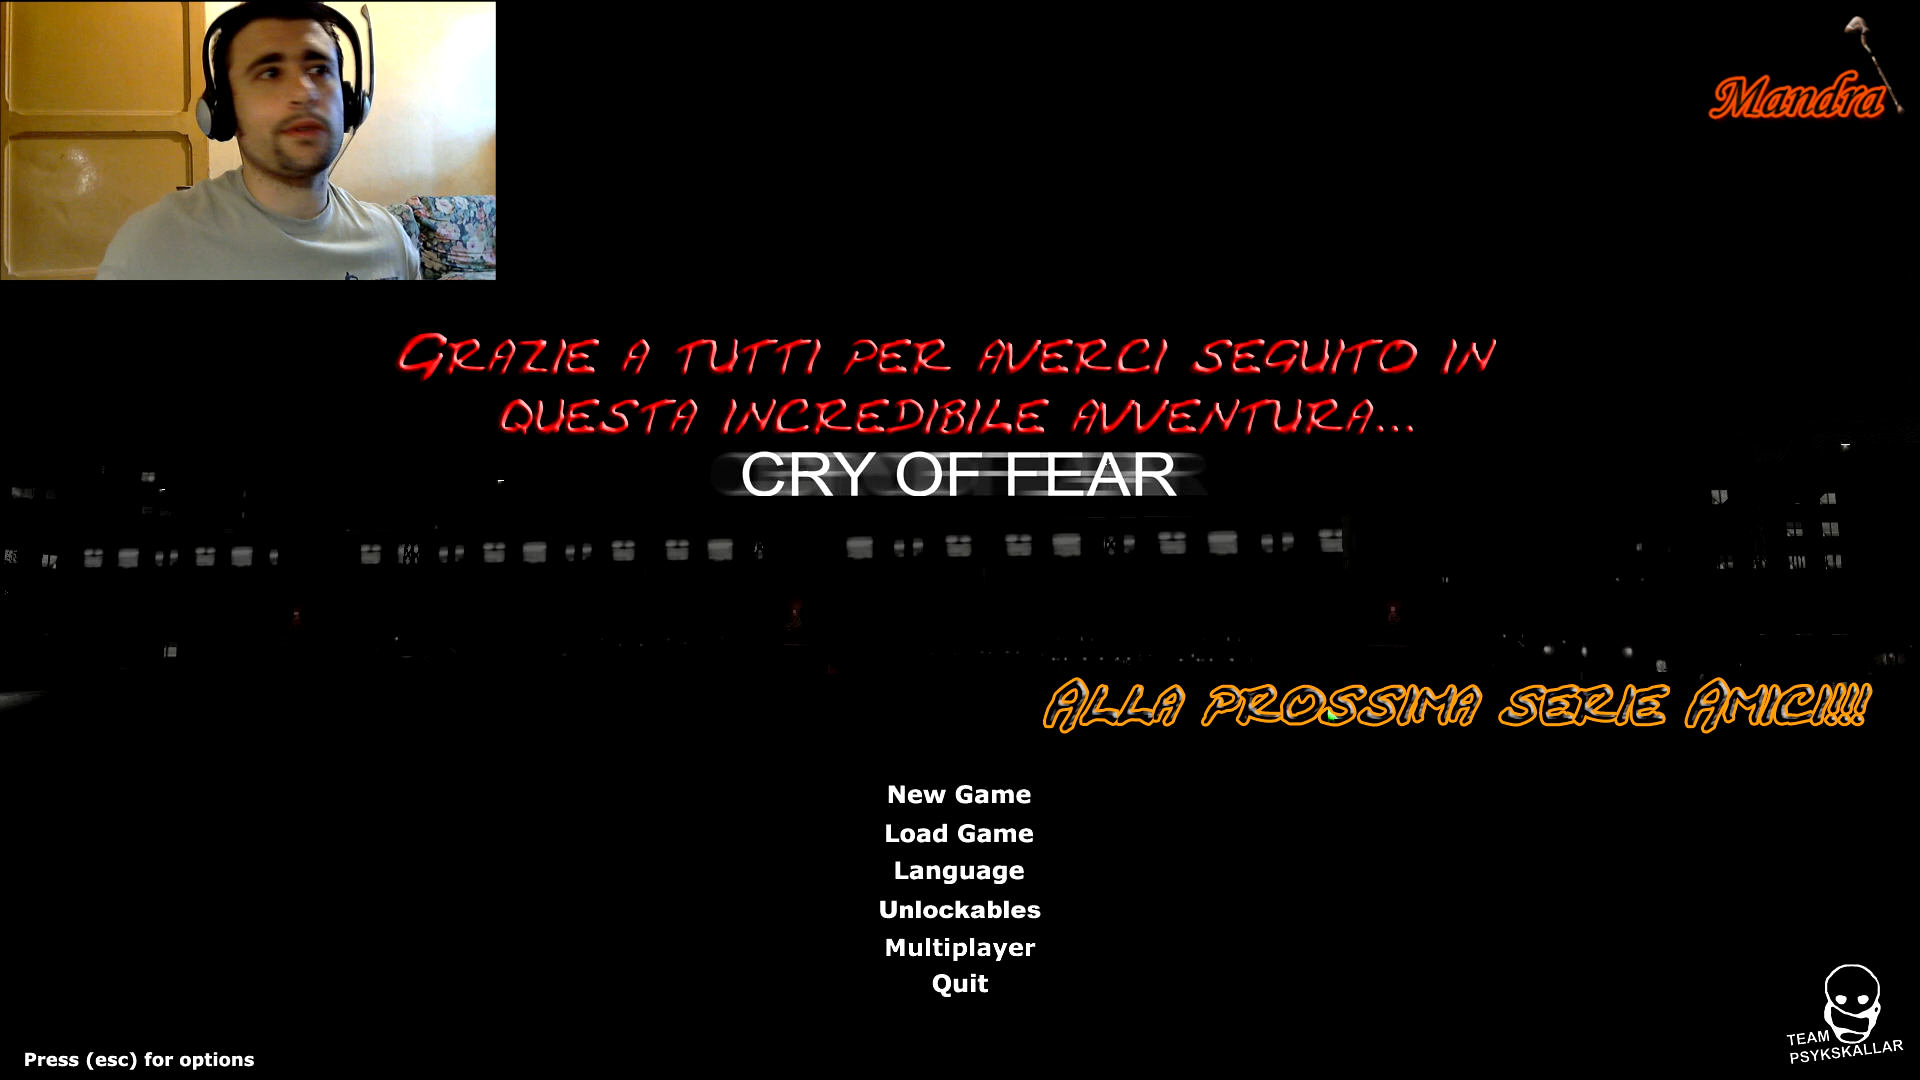 Mandra
GRAZIE A TUTTI PER AVERCI SEGUITO IN
QUESTA INCREDIBILE AVVENTURA...
CRY OF FEAR
ALLA PROSSIMA SERIE AMICI!!!!
New Game
Load Game
Language
Unlockables
Multiplayer
Quit
Press (esc) for options
TEAM
PSYKSKALLAR